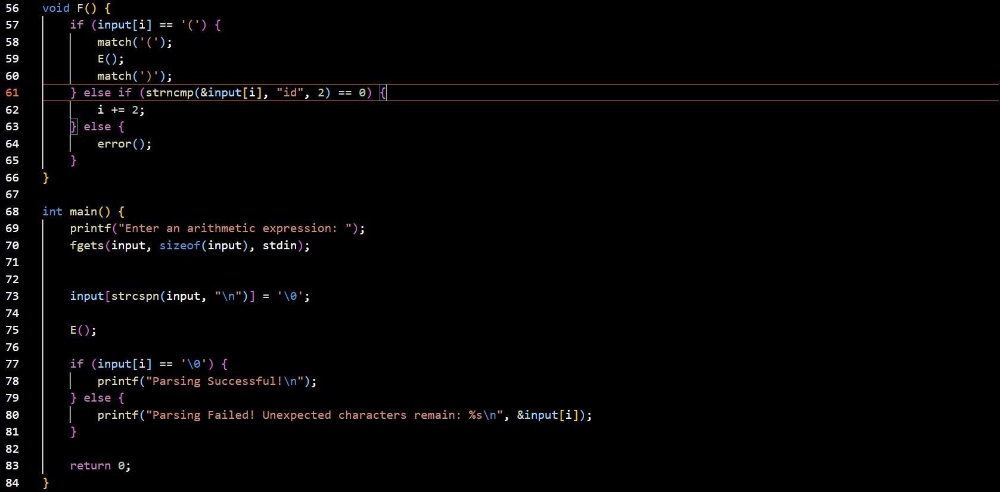 56 void F() {
57     if (input[i] == '(') {
58         match('(');
59         E();
60         match(')');
61     } else if (strncmp(&input[i], "id", 2) == 0) {
62         i += 2;
63     } else {
64         error();
65     }
66 }
67
68 int main() {
69     printf("Enter an arithmetic expression: ");
70     fgets(input, sizeof(input), stdin);
71
72
73     input[strcspn(input, "\n")] = '\0';
74
75     E();
76
77     if (input[i] == '\0') {
78         printf("Parsing Successful!\n");
79     } else {
80         printf("Parsing Failed! Unexpected characters remain: %s\n", &input[i]);
81     }
82
83     return 0;
84 }